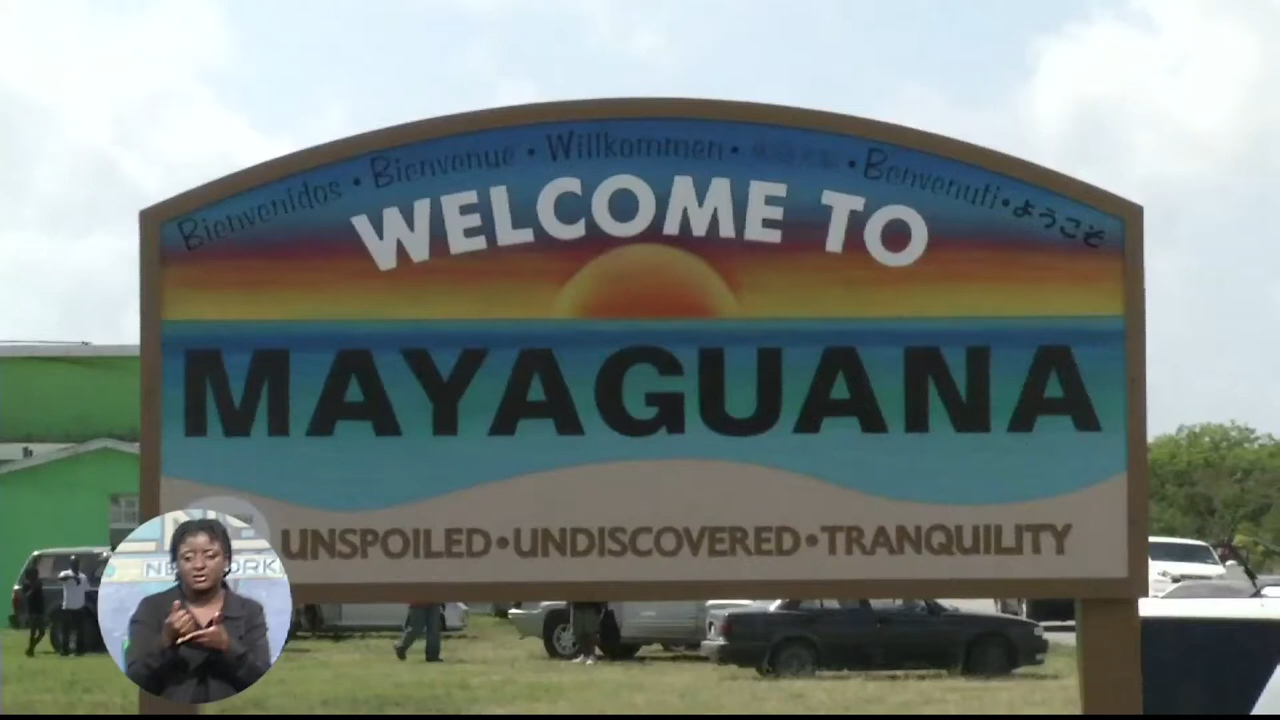 Bienvenidos • Bienvenue • Willkommen • • Benvenuti • ようこそ
WELCOME TO
MAYAGUANA
UNSPOILED • UNDISCOVERED • TRANQUILITY